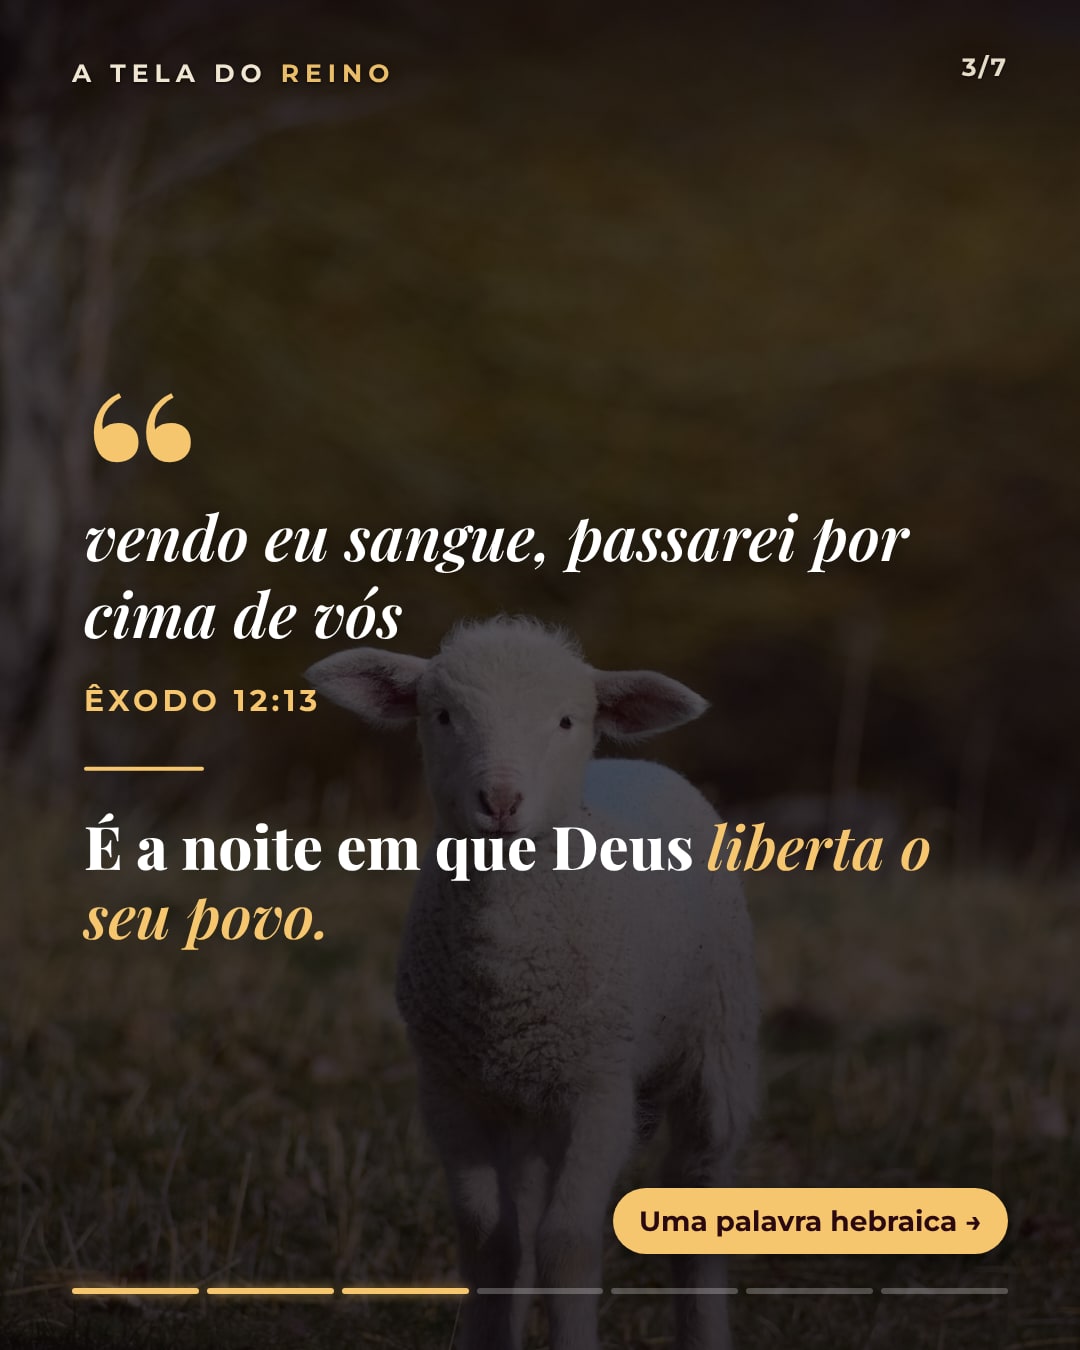 A TELA DO REINO
3/7
“
vendo eu sangue, passarei por
cima de vós
ÊXODO 12:13
É a noite em que Deus liberta o
seu povo.
Uma palavra hebraica →